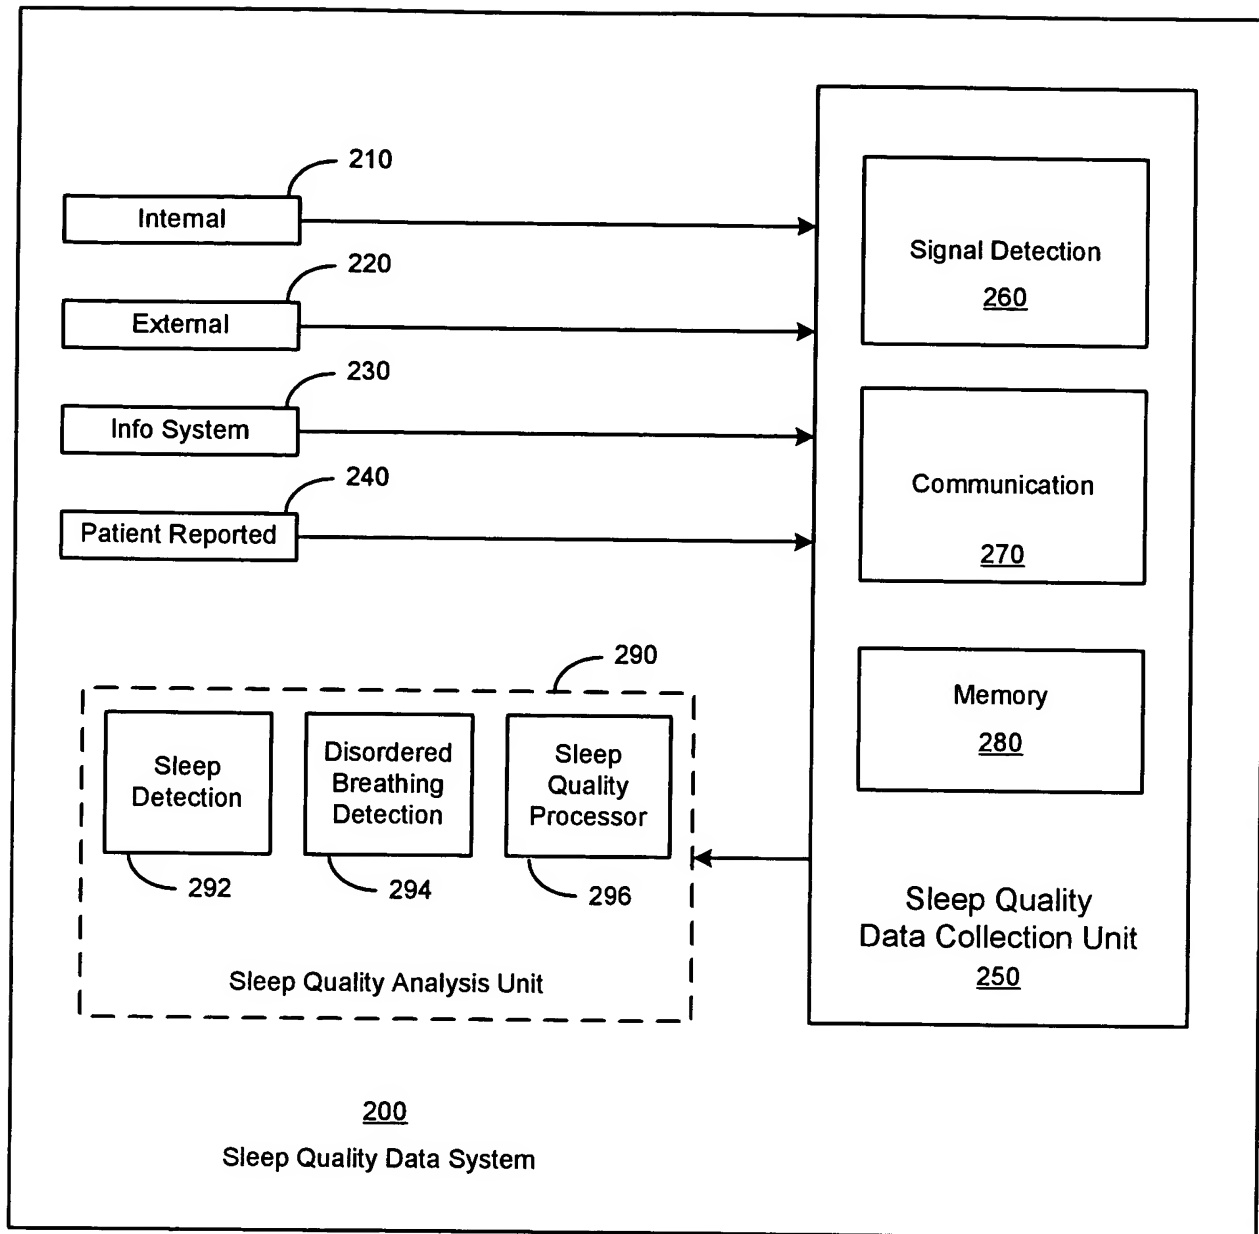 210
Internal
220
External
230
Info System
240
Patient Reported
Signal Detection
260
Communication
270
Memory
280
Sleep Quality
Data Collection Unit
250
290
Sleep
Detection
292
Disordered
Breathing
Detection
294
Sleep
Quality
Processor
296
Sleep Quality Analysis Unit
200
Sleep Quality Data System